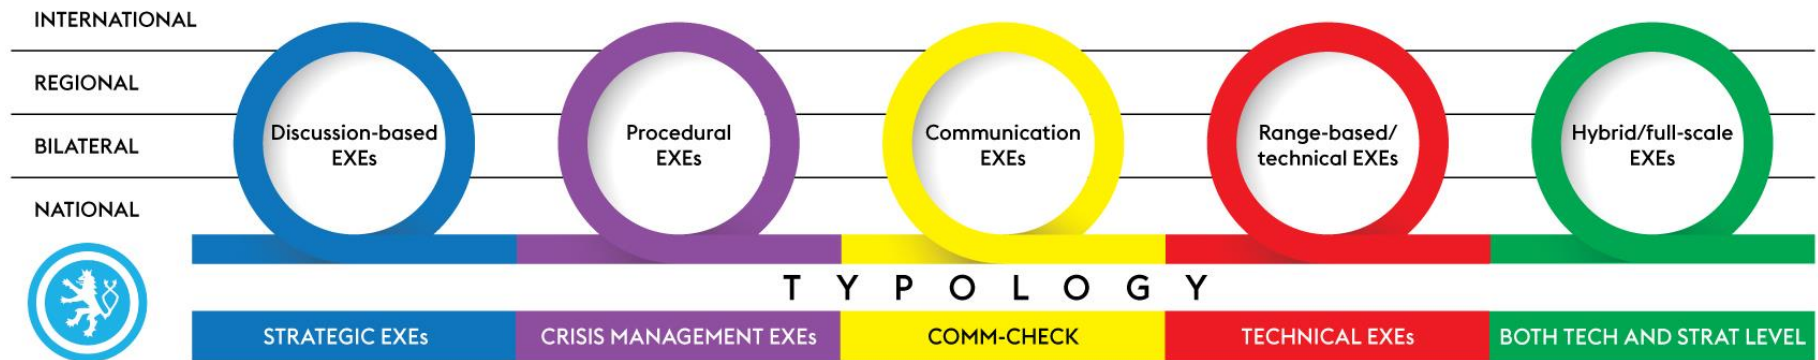 INTERNATIONAL
REGIONAL
BILATERAL
NATIONAL
Discussion-based
EXEs
Procedural
EXEs
Communication
EXEs
Range-based/
technical EXEs
Hybrid/full-scale
EXEs
TYPOLOGY
STRATEGIC EXEs
CRISIS MANAGEMENT EXEs
COMM-CHECK
TECHNICAL EXEs
BOTH TECH AND STRAT LEVEL